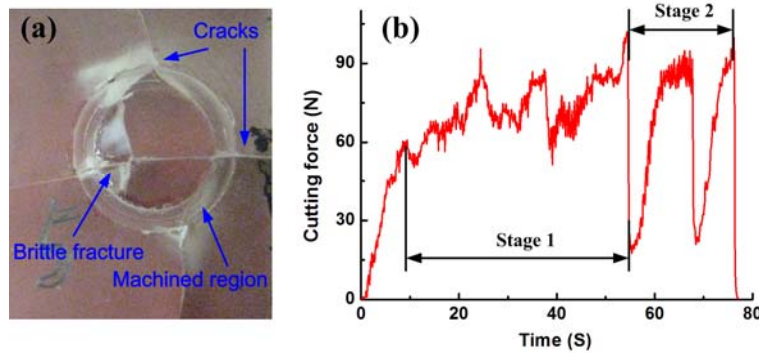 (a)
Cracks
Brittle fracture
Machined region
(b)
Stage 2
Stage 1
Cutting force (N)
90
60
30
0
0 20 40 60 80
Time (S)